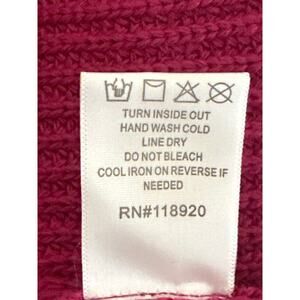 TURN INSIDE OUT
HAND WASH COLD
LINE DRY
DO NOT BLEACH
COOL IRON ON REVERSE IF
NEEDED
RN#118920